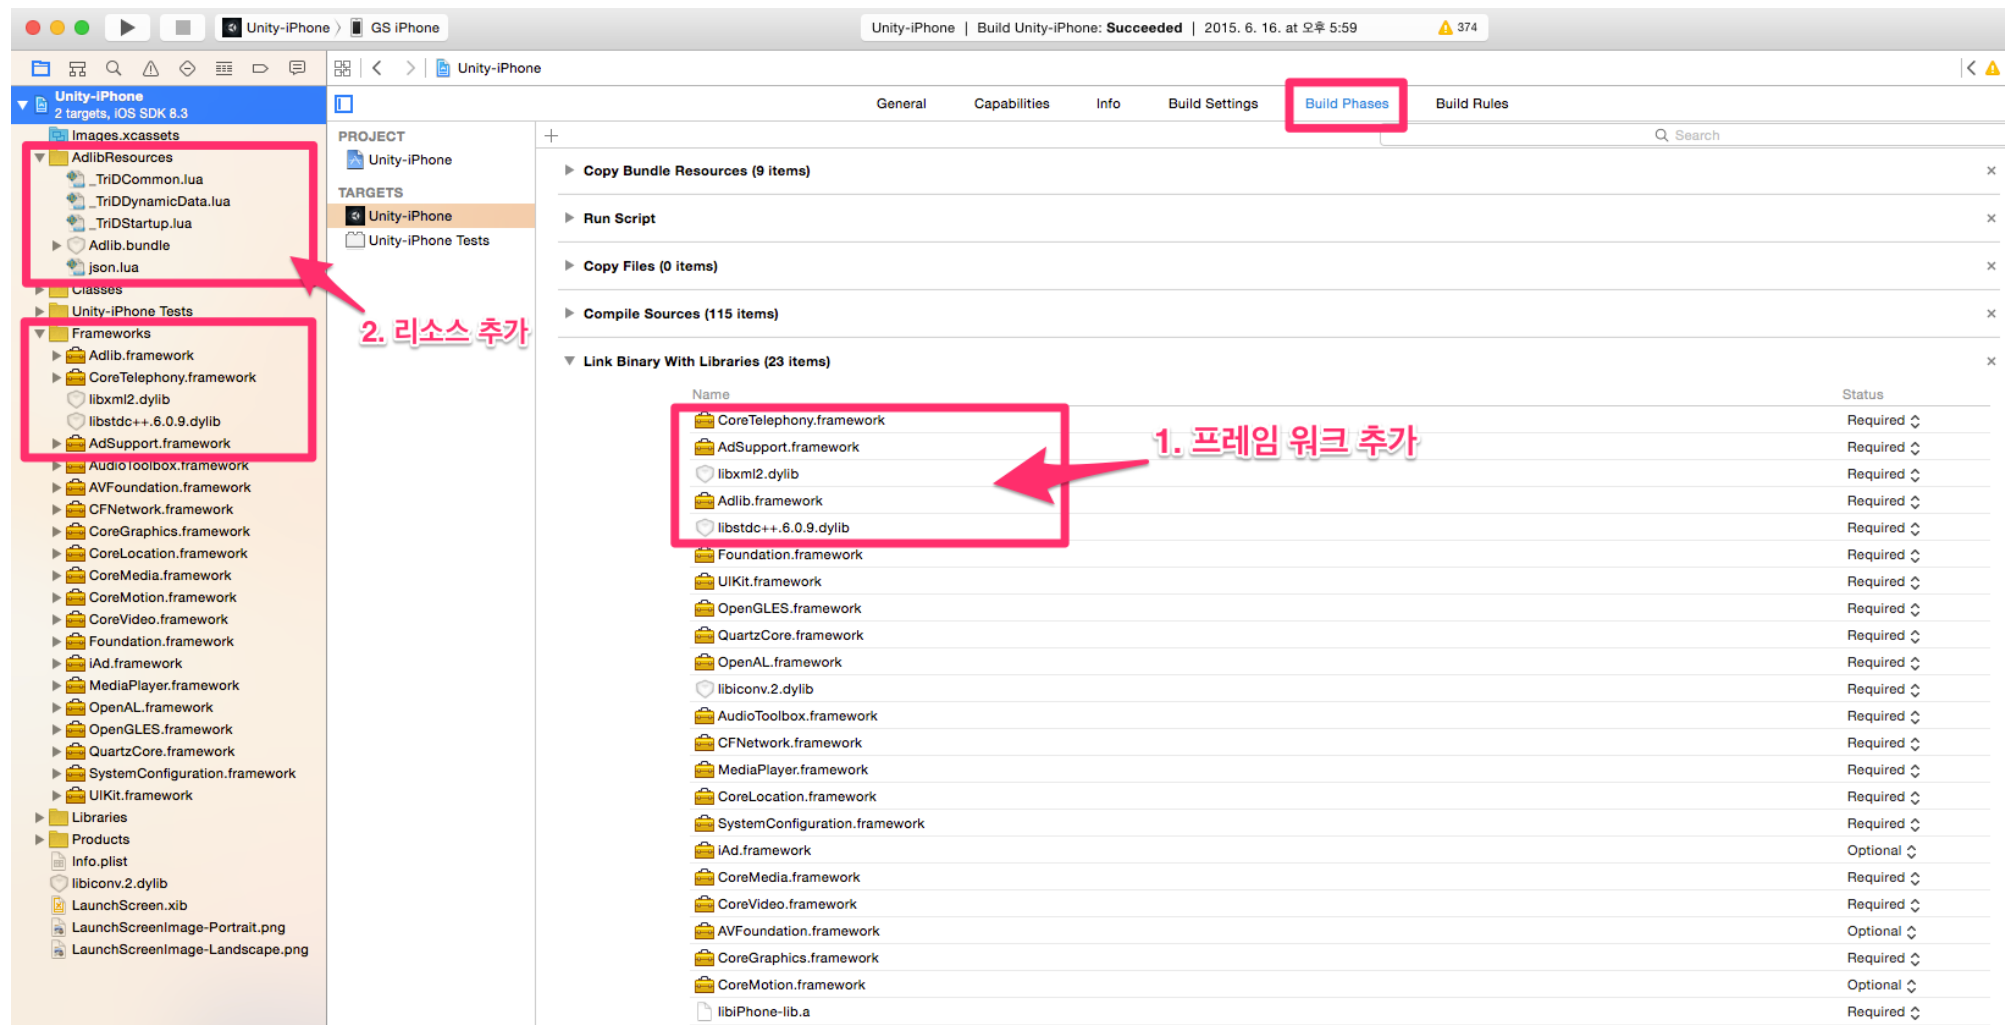 Unity-iPhone 〉 GS iPhone
Unity-iPhone | Build Unity-iPhone: Succeeded | 2015. 6. 16. at 오후 5:59
374
Unity-iPhone
Unity-iPhone
2 targets, iOS SDK 8.3
Images.xcassets
AdlibResources
_TriDCommon.lua
_TriDDynamicData.lua
_TriDStartup.lua
Adlib.bundle
json.lua
Classes
Unity-iPhone Tests
Frameworks
Adlib.framework
CoreTelephony.framework
libxml2.dylib
libstdc++.6.0.9.dylib
AdSupport.framework
AudioToolbox.framework
AVFoundation.framework
CFNetwork.framework
CoreGraphics.framework
CoreLocation.framework
CoreMedia.framework
CoreMotion.framework
CoreVideo.framework
Foundation.framework
iAd.framework
MediaPlayer.framework
OpenAL.framework
OpenGLES.framework
QuartzCore.framework
SystemConfiguration.framework
UIKit.framework
Libraries
Products
Info.plist
libiconv.2.dylib
LaunchScreen.xib
LaunchScreenImage-Portrait.png
LaunchScreenImage-Landscape.png
2. 리소스 추가
PROJECT
Unity-iPhone
TARGETS
Unity-iPhone
Unity-iPhone Tests
General Capabilities Info Build Settings Build Phases Build Rules
Search
Copy Bundle Resources (9 items)
Run Script
Copy Files (0 items)
Compile Sources (115 items)
Link Binary With Libraries (23 items)
Name Status
CoreTelephony.framework Required
AdSupport.framework Required
1. 프레임 워크 추가
libxml2.dylib Required
Adlib.framework Required
libstdc++.6.0.9.dylib Required
Foundation.framework Required
UIKit.framework Required
OpenGLES.framework Required
QuartzCore.framework Required
OpenAL.framework Required
libiconv.2.dylib Required
AudioToolbox.framework Required
CFNetwork.framework Required
MediaPlayer.framework Required
CoreLocation.framework Required
SystemConfiguration.framework Required
iAd.framework Optional
CoreMedia.framework Required
CoreVideo.framework Required
AVFoundation.framework Optional
CoreGraphics.framework Required
CoreMotion.framework Optional
libiPhone-lib.a Required